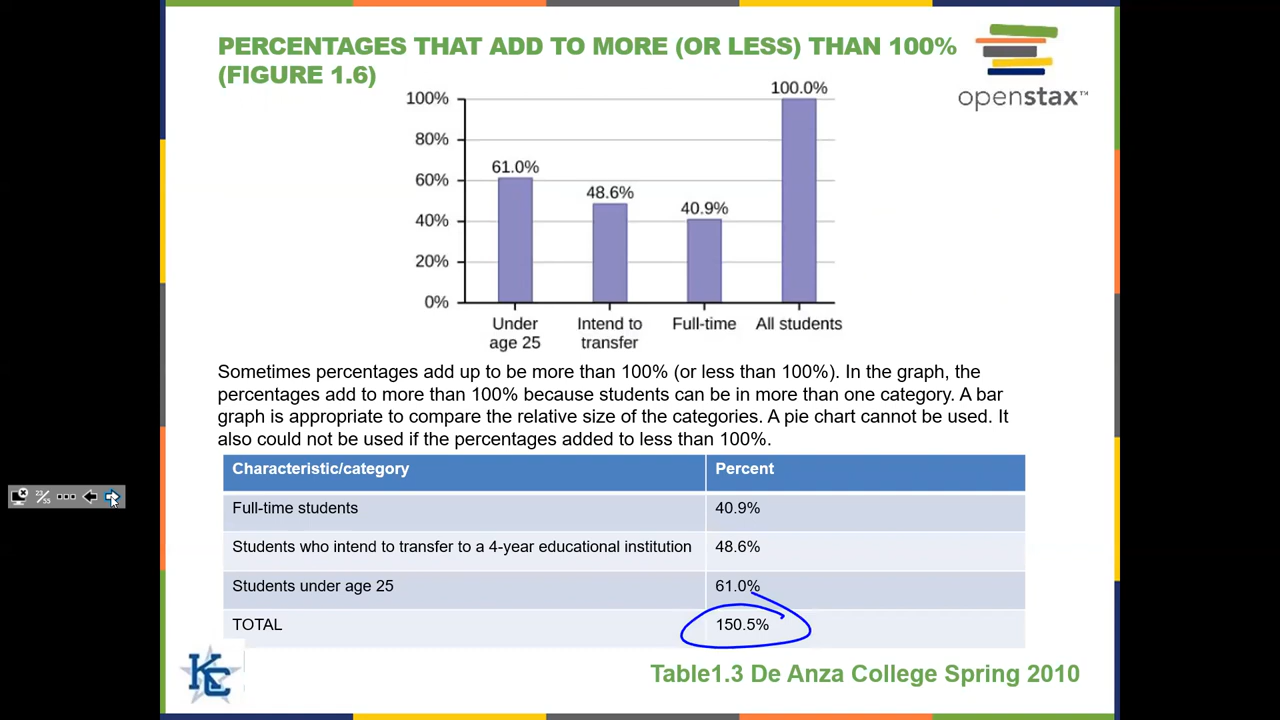 PERCENTAGES THAT ADD TO MORE (OR LESS) THAN 100%
(FIGURE 1.6)
openstax™
100%
80%
60%
40%
20%
0%
61.0%
48.6%
40.9%
100.0%
Under
age 25
Intend to
transfer
Full-time
All students
Sometimes percentages add up to be more than 100% (or less than 100%). In the graph, the
percentages add to more than 100% because students can be in more than one category. A bar
graph is appropriate to compare the relative size of the categories. A pie chart cannot be used. It
also could not be used if the percentages added to less than 100%.
Characteristic/category Percent
Full-time students 40.9%
Students who intend to transfer to a 4-year educational institution 48.6%
Students under age 25 61.0%
TOTAL 150.5%
KC
Table1.3 De Anza College Spring 2010
23/55